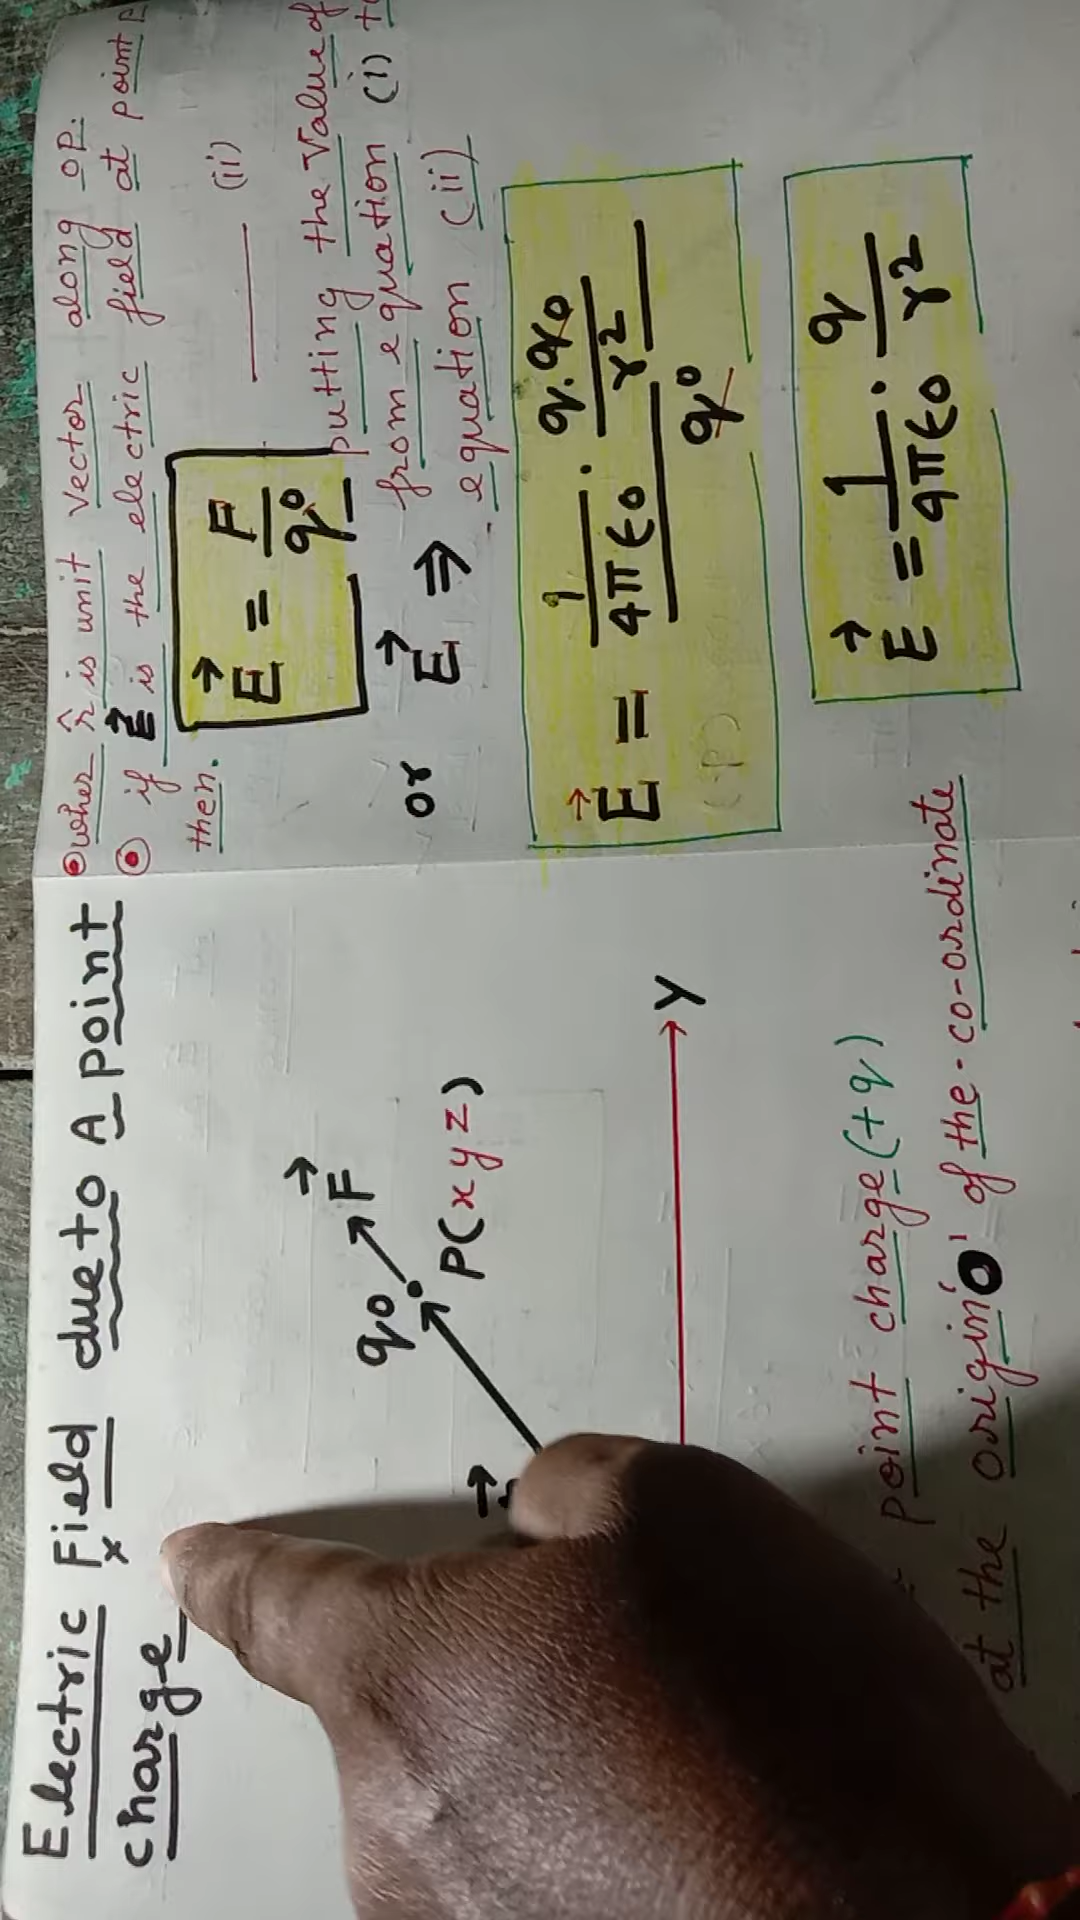 Electric Field due to A point
charge
F
q0
P(x y z)
Y
point charge (+q)
at the origin 'O' of the co-ordinate
wher r̂ is unit vector along OP.
if E⃗ is the electric field at point P
then.
E⃗ = F/q0 (ii)
putting the value of
from equation (i) to
or E⃗ ⇒ equation (ii)
E⃗ = 1/4πϵ0 . q.q0/r² / q0
E⃗ = 1/4πϵ0 . q/r²